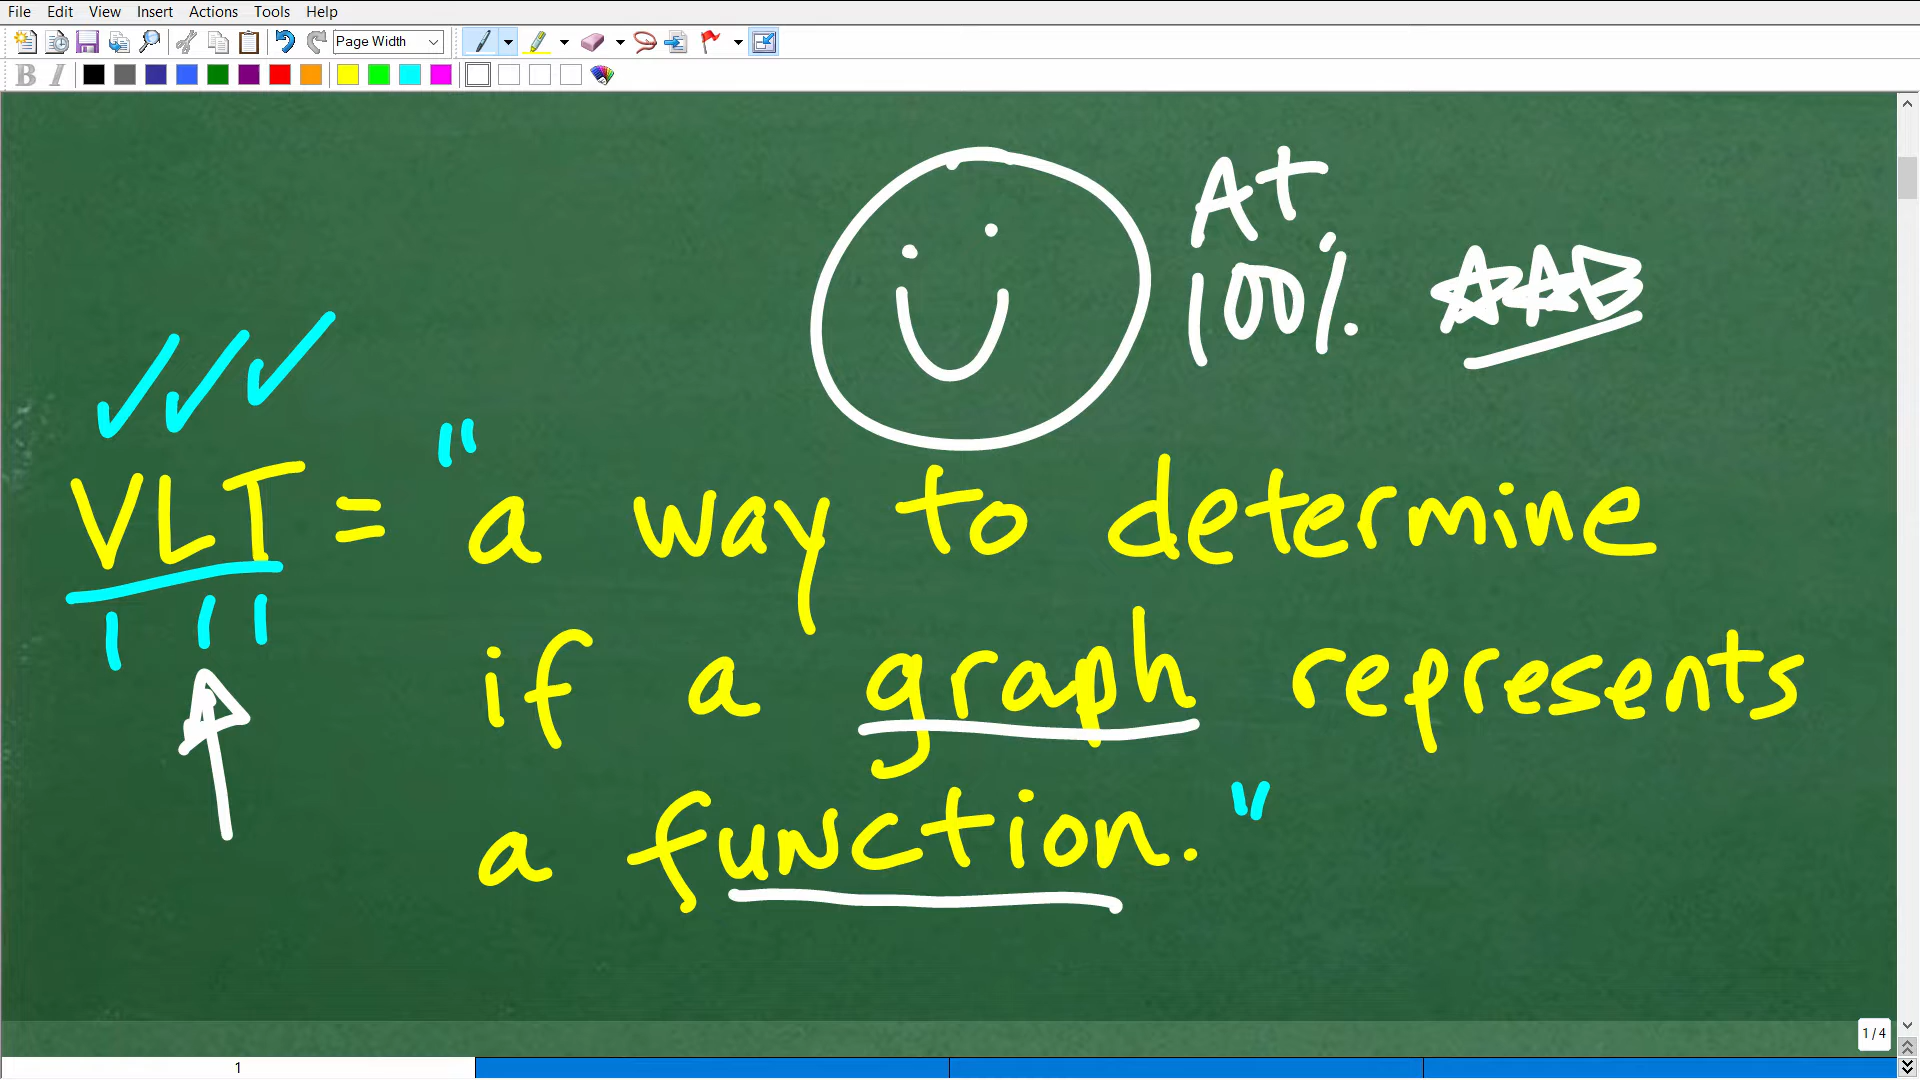 File Edit View Insert Actions Tools Help
Page Width
B I
A+
100%.
VLT = "a way to determine
if a graph represents
a function."
1 / 4
1